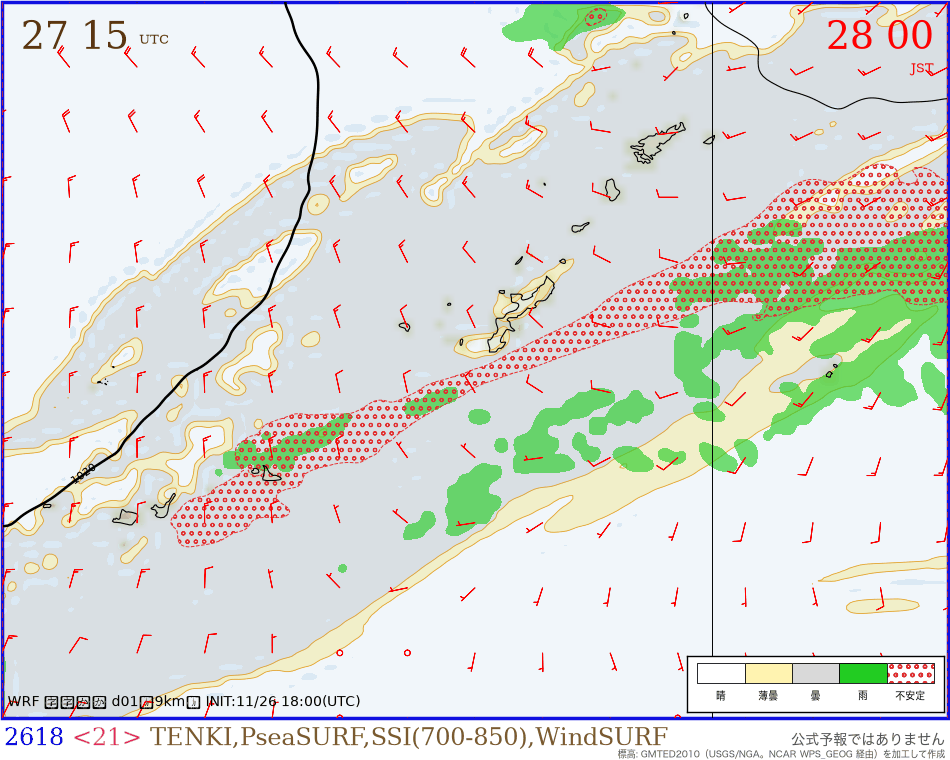 27 15 UTC
28 00
JST
1020
WRF d01 9km INIT:11/26-18:00(UTC)
晴 薄曇 曇 雨 不安定
2618 <21> TENKI,PseaSURF,SSI(700-850),WindSURF
公式予報ではありません
標高: GMTED2010（USGS/NGA。NCAR WPS_GEOG 経由）を加工して作成